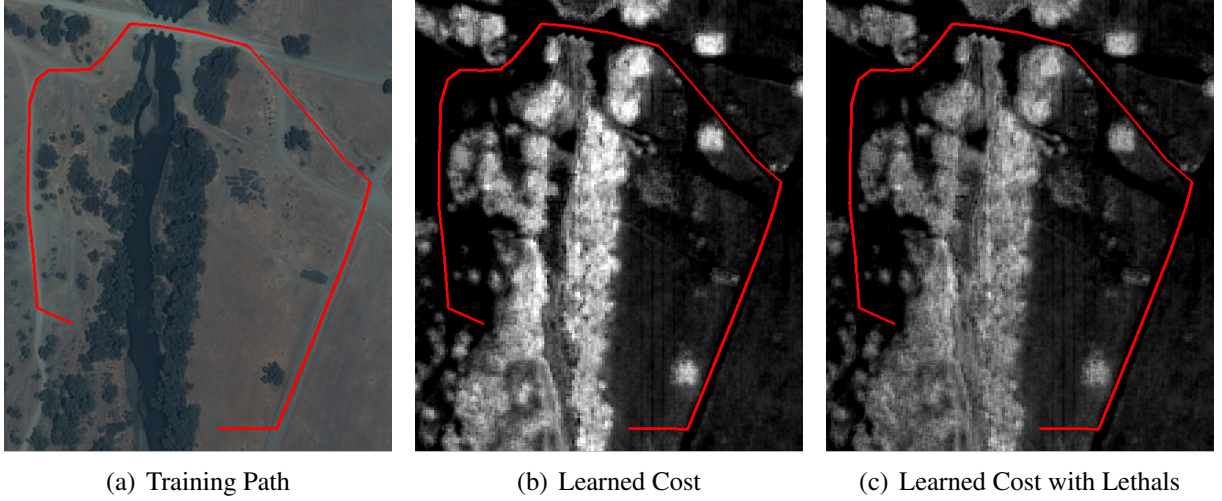 (a) Training Path
(b) Learned Cost
(c) Learned Cost with Lethals